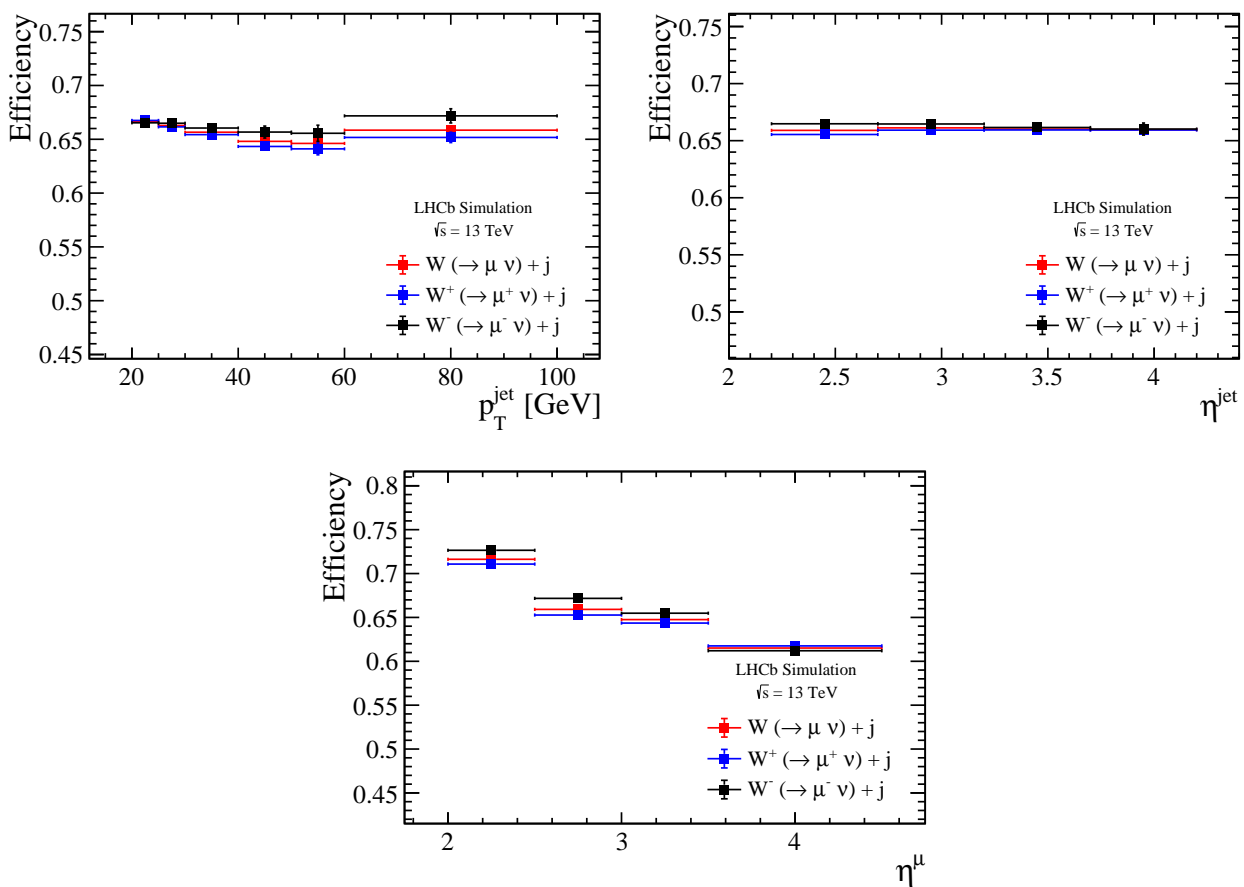 Efficiency
0.75
0.7
0.65
0.6
0.55
0.5
0.45
20 40 60 80 100
p_T^jet [GeV]
LHCb Simulation
√s = 13 TeV
W (→ μ ν) + j
W⁺ (→ μ⁺ ν) + j
W⁻ (→ μ⁻ ν) + j
Efficiency
0.75
0.7
0.65
0.6
0.55
0.5
2 2.5 3 3.5 4
η^jet
LHCb Simulation
√s = 13 TeV
W (→ μ ν) + j
W⁺ (→ μ⁺ ν) + j
W⁻ (→ μ⁻ ν) + j
Efficiency
0.8
0.75
0.7
0.65
0.6
0.55
0.5
0.45
2 3 4
η^μ
LHCb Simulation
√s = 13 TeV
W (→ μ ν) + j
W⁺ (→ μ⁺ ν) + j
W⁻ (→ μ⁻ ν) + j